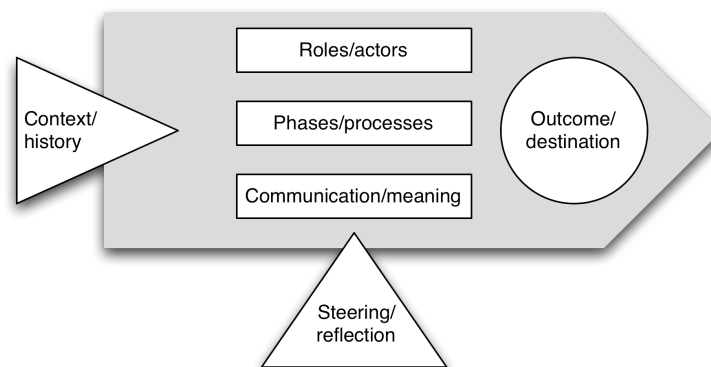 Roles/actors
Context/
history
Phases/processes
Outcome/
destination
Communication/meaning
Steering/
reflection